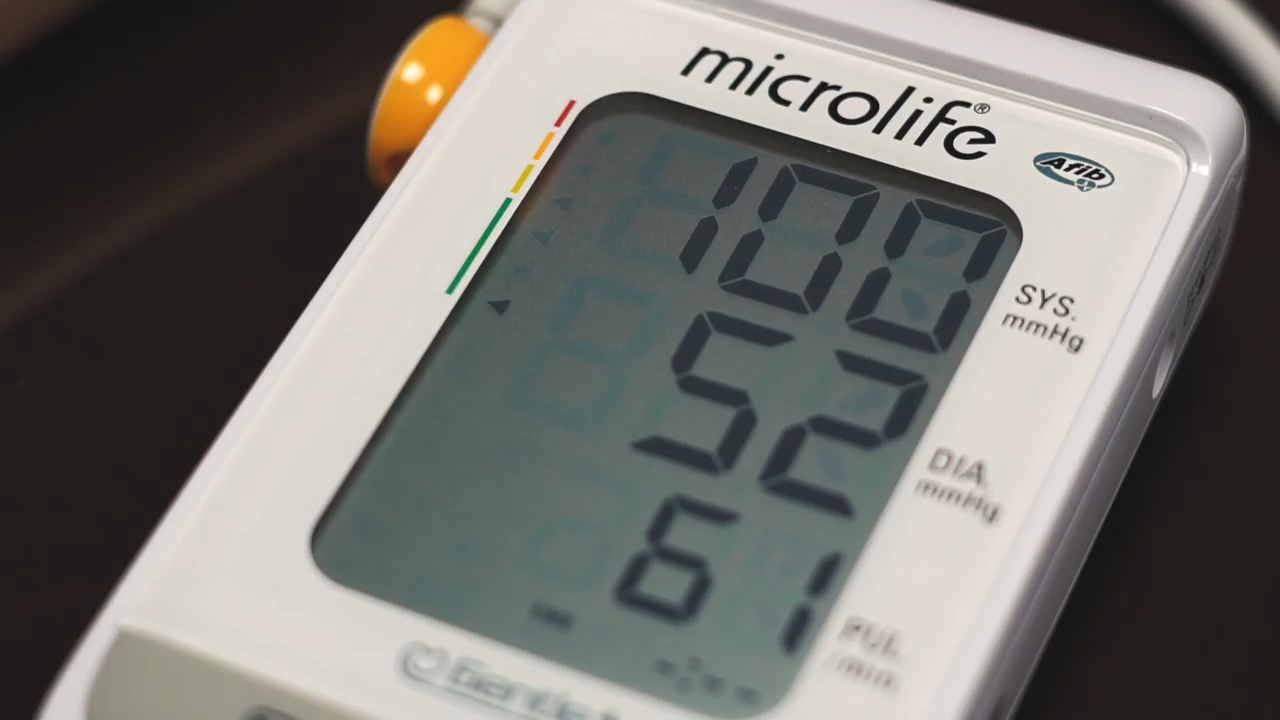 microlife®
Afib
100
SYS.
mmHg
52
DIA.
mmHg
61
PUL.
/min.